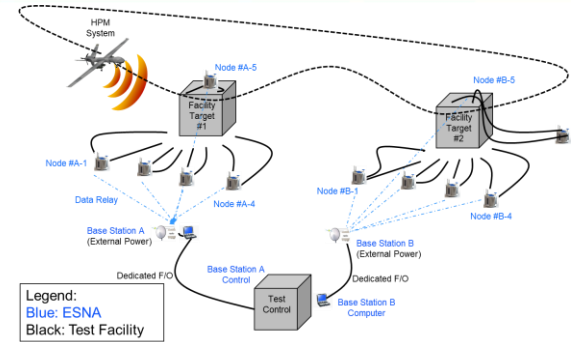 HPM
System
Node #A-5
Node #B-5
Facility
Target
#1
Facility
Target
#2
Node #A-1
Node #B-1
Data Relay
Node #A-4
Node #B-4
Base Station A
(External Power)
Base Station B
(External Power)
Dedicated F/O
Base Station A
Control
Dedicated F/O
Test
Control
Base Station B
Computer
Legend:
Blue: ESNA
Black: Test Facility